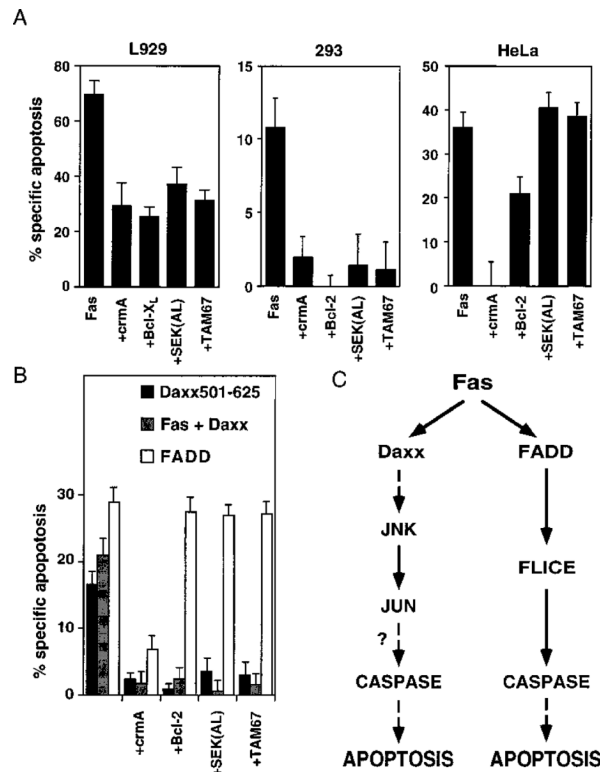 A
L929
293
HeLa
% specific apoptosis
80
60
40
20
0
15
10
5
0
50
40
30
20
10
0
Fas
+crmA
+Bcl-XL
+SEK(AL)
+TAM67
Fas
+crmA
+Bcl-2
+SEK(AL)
+TAM67
Fas
+crmA
+Bcl-2
+SEK(AL)
+TAM67
B
Daxx501-625
Fas + Daxx
FADD
% specific apopotosis
30
20
10
0
+crmA
+Bcl-2
+SEK(AL)
+TAM67
C
Fas
Daxx FADD
JNK
FLICE
JUN
?
CASPASE CASPASE
APOPTOSIS APOPTOSIS